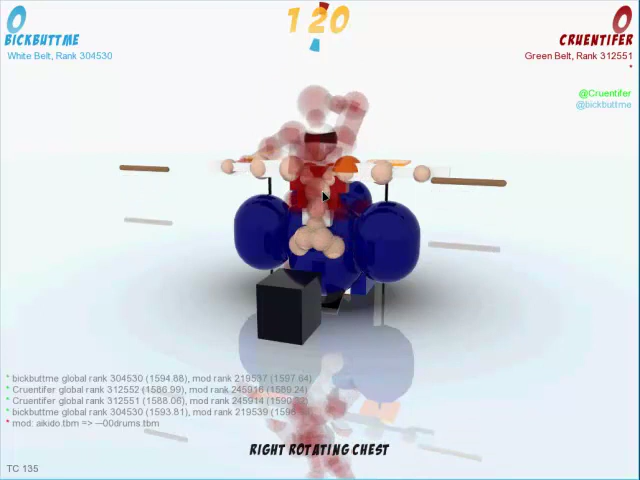 0
120
0
BICKBUTTME
CRUENTIFER
White Belt, Rank 304530
Green Belt, Rank 312551
*
@Cruentifer
@bickbuttme
* bickbuttme global rank 304530 (1594.88), mod rank 219537 (1597.64)
* Cruentifer global rank 312552 (1586.99), mod rank 245916 (1589.24)
* Cruentifer global rank 312551 (1588.06), mod rank 245914
* bickbuttme global rank 304530 (1593.81), mod rank 219539
* mod: aikido.tbm => ---00drums.tbm
RIGHT ROTATING CHEST
TC 135